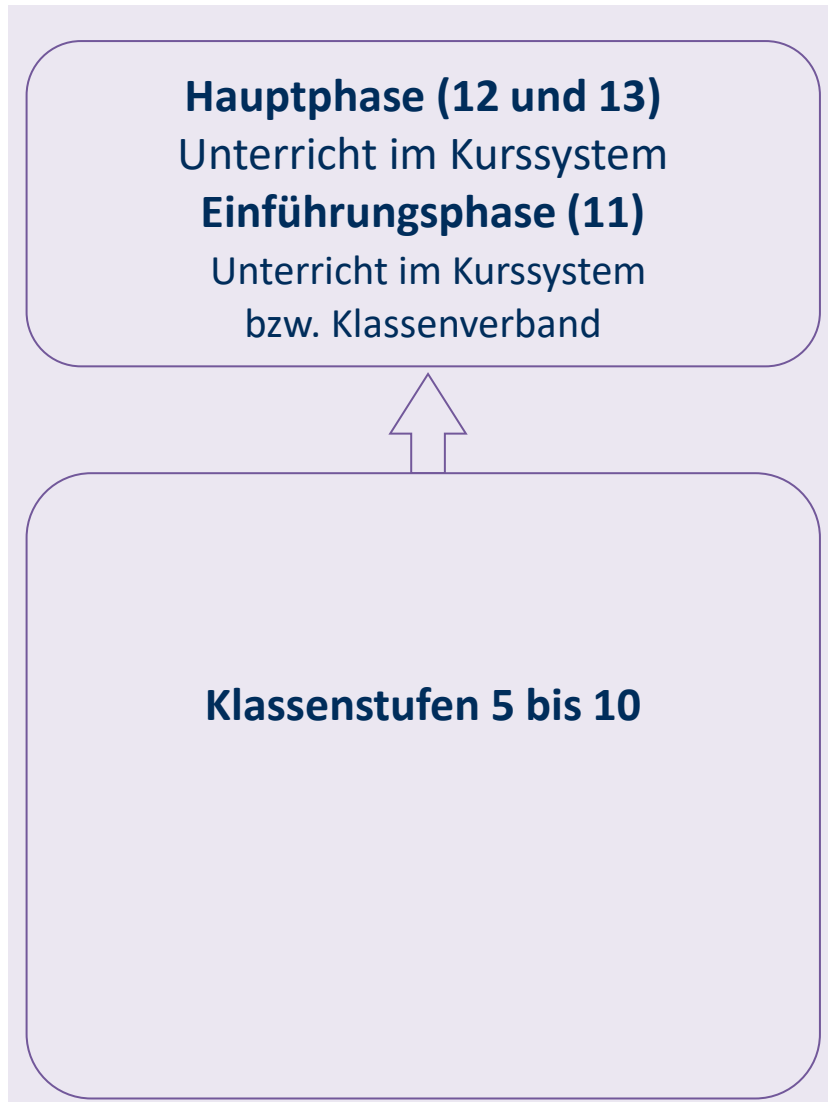 Hauptphase (12 und 13)
Unterricht im Kurssystem
Einführungsphase (11)
Unterricht im Kurssystem
bzw. Klassenverband
Klassenstufen 5 bis 10